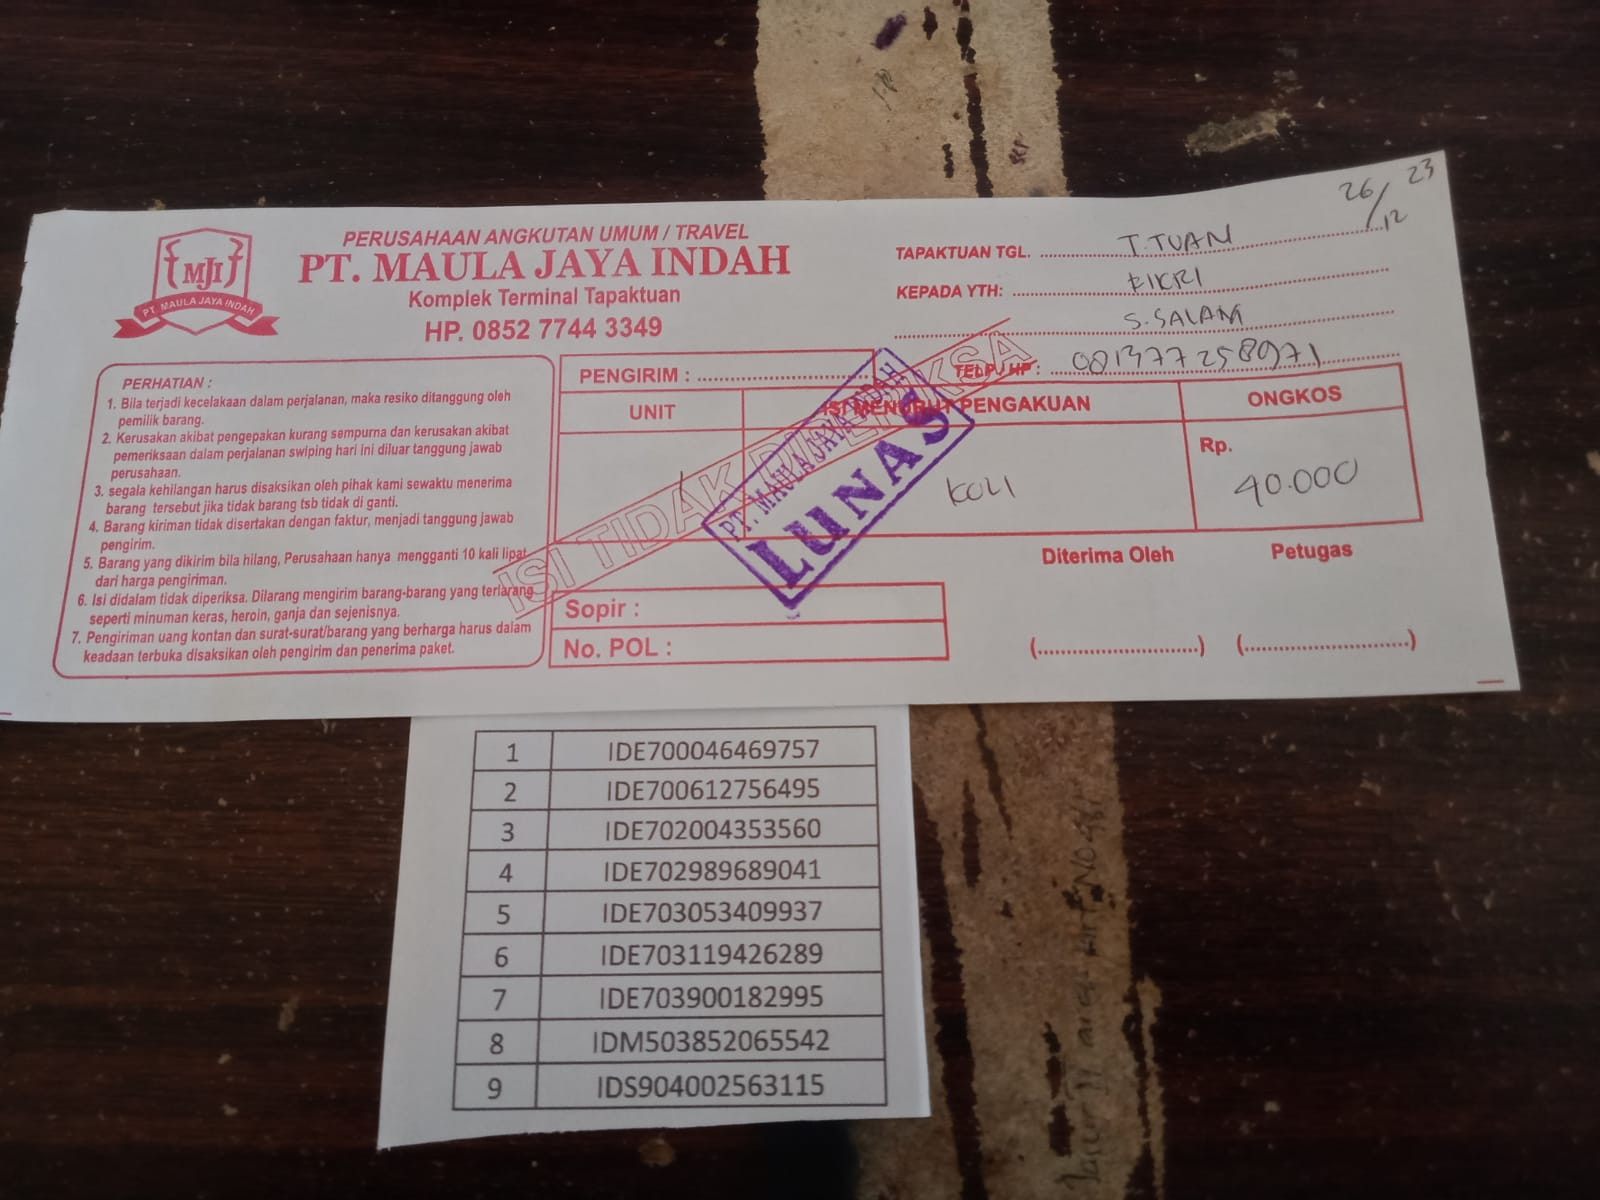 MJI
PT. MAULA JAYA INDAH
PERUSAHAAN ANGKUTAN UMUM / TRAVEL
PT. MAULA JAYA INDAH
Komplek Terminal Tapaktuan
HP. 0852 7744 3349
26/12 23
TAPAKTUAN TGL. T.TUAN
KEPADA YTH: FIKRI
S.SALAM
TELP / HP : 081377258971
PERHATIAN :
1. Bila terjadi kecelakaan dalam perjalanan, maka resiko ditanggung oleh
pemilik barang.
2. Kerusakan akibat pengepakan kurang sempurna dan kerusakan akibat
pemeriksaan dalam perjalanan swiping hari ini diluar tanggung jawab
perusahaan.
3. segala kehilangan harus disaksikan oleh pihak kami sewaktu menerima
barang tersebut jika tidak barang tsb tidak di ganti.
4. Barang kiriman tidak disertakan dengan faktur, menjadi tanggung jawab
pengirim.
5. Barang yang dikirim bila hilang, Perusahaan hanya mengganti 10 kali lipat
dari harga pengiriman.
6. Isi didalam tidak diperiksa. Dilarang mengirim barang-barang yang terlarang
seperti minuman keras, heroin, ganja dan sejenisnya.
7. Pengiriman uang kontan dan surat-surat/barang yang berharga harus dalam
keadaan terbuka disaksikan oleh pengirim dan penerima paket.
PENGIRIM :
UNIT ISI MENURUT PENGAKUAN ONGKOS
1 KOLI Rp. 40.000
ISI TIDAK DIPERIKSA
PT. MAULA JAYA INDAH
LUNAS
Sopir :
No. POL :
Diterima Oleh Petugas
(....................) (....................)
1 IDE700046469757
2 IDE700612756495
3 IDE702004353560
4 IDE702989689041
5 IDE703053409937
6 IDE703119426289
7 IDE703900182995
8 IDM503852065542
9 IDS904002563115